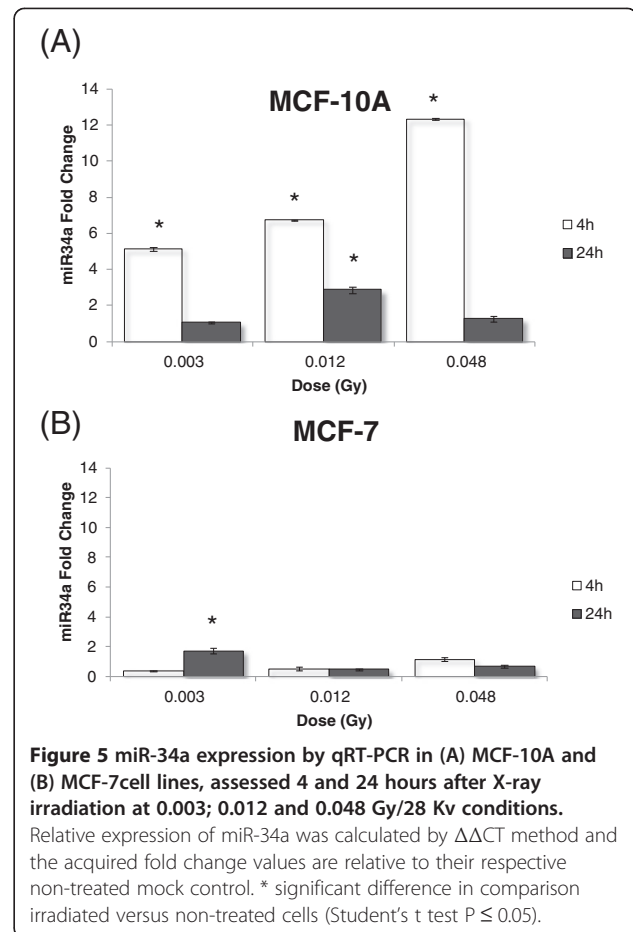 (A)
MCF-10A
miR34a Fold Change
14
12
10
8
6
4
2
0
*
*
*
*
4h
24h
0.003
0.012
0.048
Dose (Gy)
(B)
MCF-7
miR34a Fold Change
14
12
10
8
6
4
2
0
*
4h
24h
0.003
0.012
0.048
Dose (Gy)
Figure 5 miR-34a expression by qRT-PCR in (A) MCF-10A and
(B) MCF-7cell lines, assessed 4 and 24 hours after X-ray
irradiation at 0.003; 0.012 and 0.048 Gy/28 Kv conditions.
Relative expression of miR-34a was calculated by ΔΔCT method and
the acquired fold change values are relative to their respective
non-treated mock control. * significant difference in comparison
irradiated versus non-treated cells (Student's t test P ≤ 0.05).